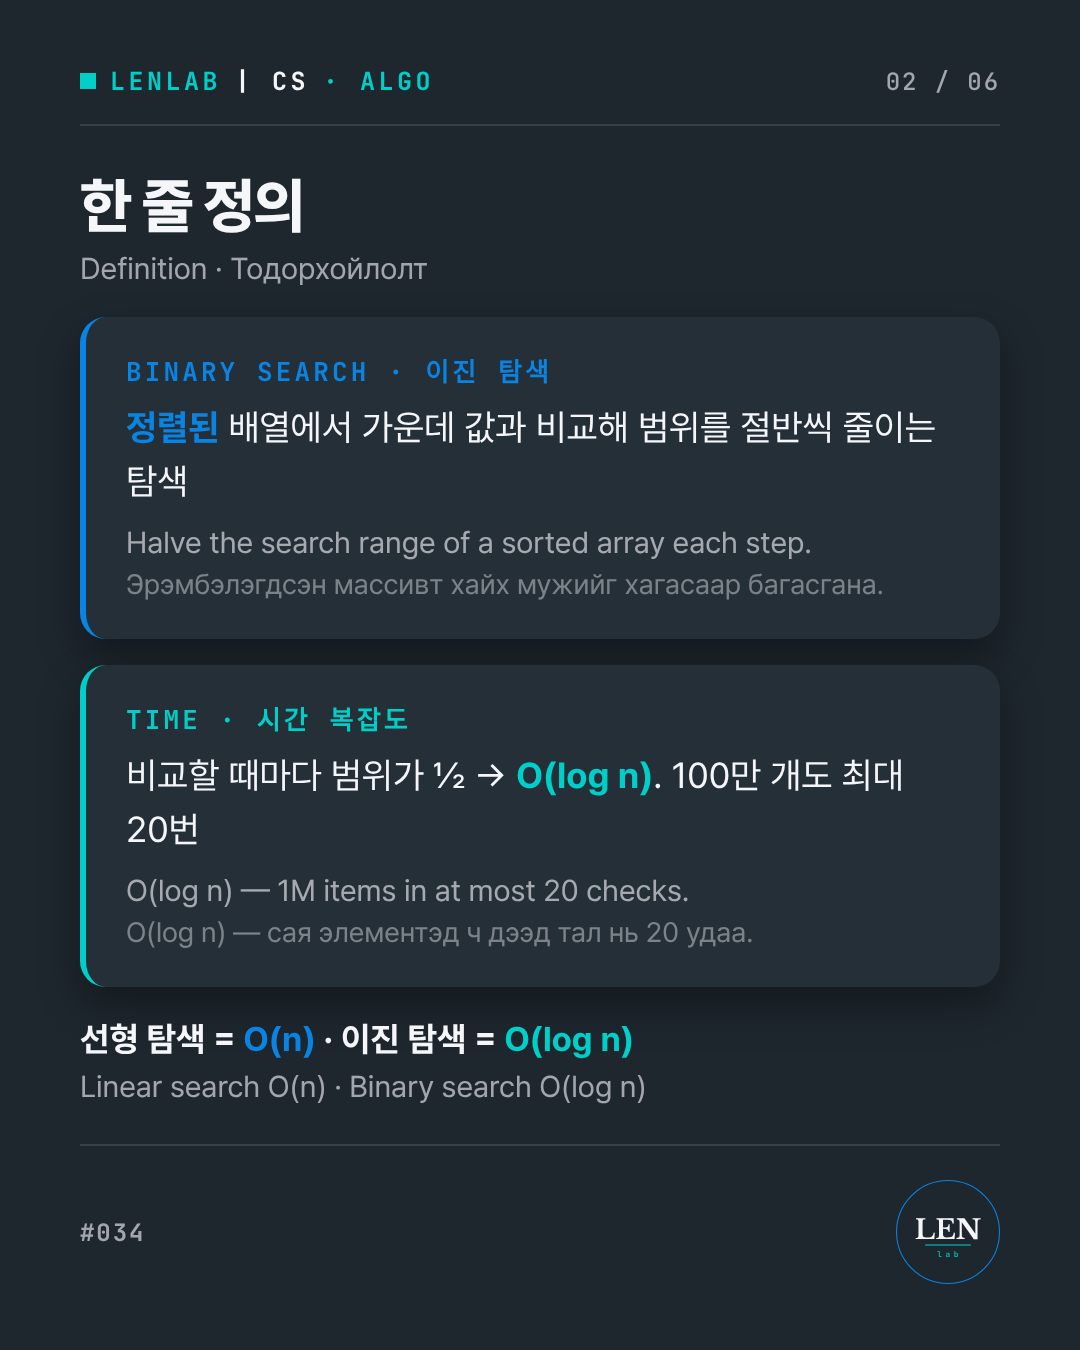 LENLAB | CS · ALGO
02 / 06
한 줄 정의
Definition · Тодорхойлолт
BINARY SEARCH · 이진 탐색
정렬된 배열에서 가운데 값과 비교해 범위를 절반씩 줄이는
탐색
Halve the search range of a sorted array each step.
Эрэмбэлэгдсэн массивт хайх мужийг хагасаар багасгана.
TIME · 시간 복잡도
비교할 때마다 범위가 ½ → O(log n). 100만 개도 최대
20번
O(log n) — 1M items in at most 20 checks.
O(log n) — сая элементэд ч дээд тал нь 20 удаа.
선형 탐색 = O(n) · 이진 탐색 = O(log n)
Linear search O(n) · Binary search O(log n)
#034
LEN
lab